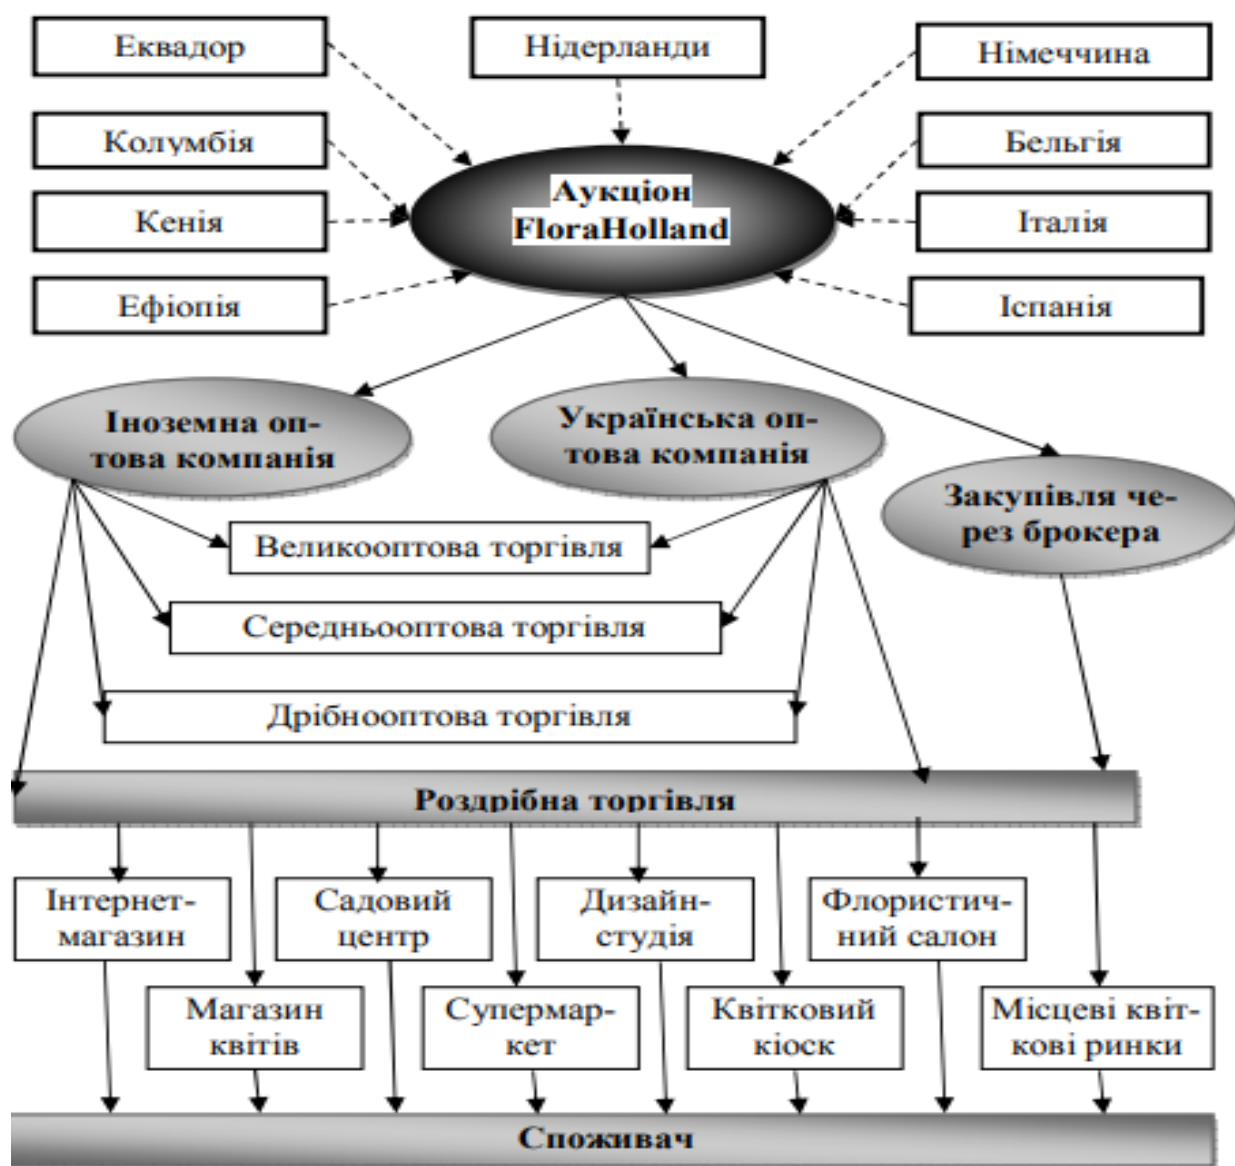 Еквадор
Нідерланди
Німеччина
Колумбія
Бельгія
Аукціон
FloraHolland
Кенія
Італія
Ефіопія
Іспанія
Іноземна оп-
това компанія
Українська оп-
това компанія
Закупівля че-
рез брокера
Великооптова торгівля
Середньооптова торгівля
Дрібнооптова торгівля
Роздрібна торгівля
Інтернет-
магазин
Садовий
центр
Дизайн-
студія
Флористич-
ний салон
Магазин
квітів
Супермар-
кет
Квітковий
кіоск
Місцеві квіт-
кові ринки
Споживач